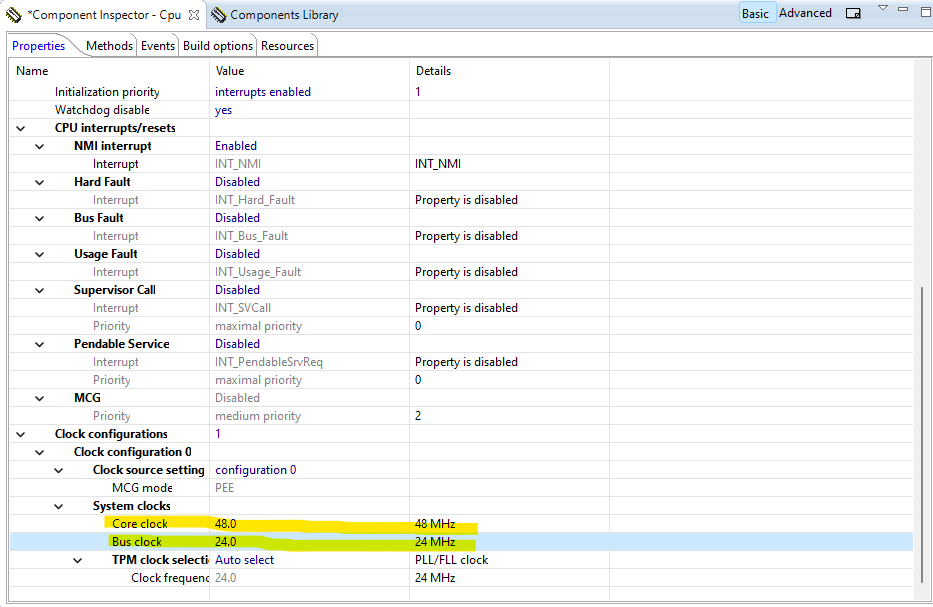 *Component Inspector - Cpu Components Library Basic Advanced
Properties Methods Events Build options Resources
Name Value Details
Initialization priority interrupts enabled 1
Watchdog disable yes
CPU interrupts/resets
NMI interrupt Enabled
Interrupt INT_NMI INT_NMI
Hard Fault Disabled
Interrupt INT_Hard_Fault Property is disabled
Bus Fault Disabled
Interrupt INT_Bus_Fault Property is disabled
Usage Fault Disabled
Interrupt INT_Usage_Fault Property is disabled
Supervisor Call Disabled
Interrupt INT_SVCall Property is disabled
Priority maximal priority 0
Pendable Service Disabled
Interrupt INT_PendableSrvReq Property is disabled
Priority maximal priority 0
MCG Disabled
Priority medium priority 2
Clock configurations 1
Clock configuration 0
Clock source setting configuration 0
MCG mode PEE
System clocks
Core clock 48.0 48 MHz
Bus clock 24.0 24 MHz
TPM clock selecti Auto select PLL/FLL clock
Clock frequenc 24.0 24 MHz